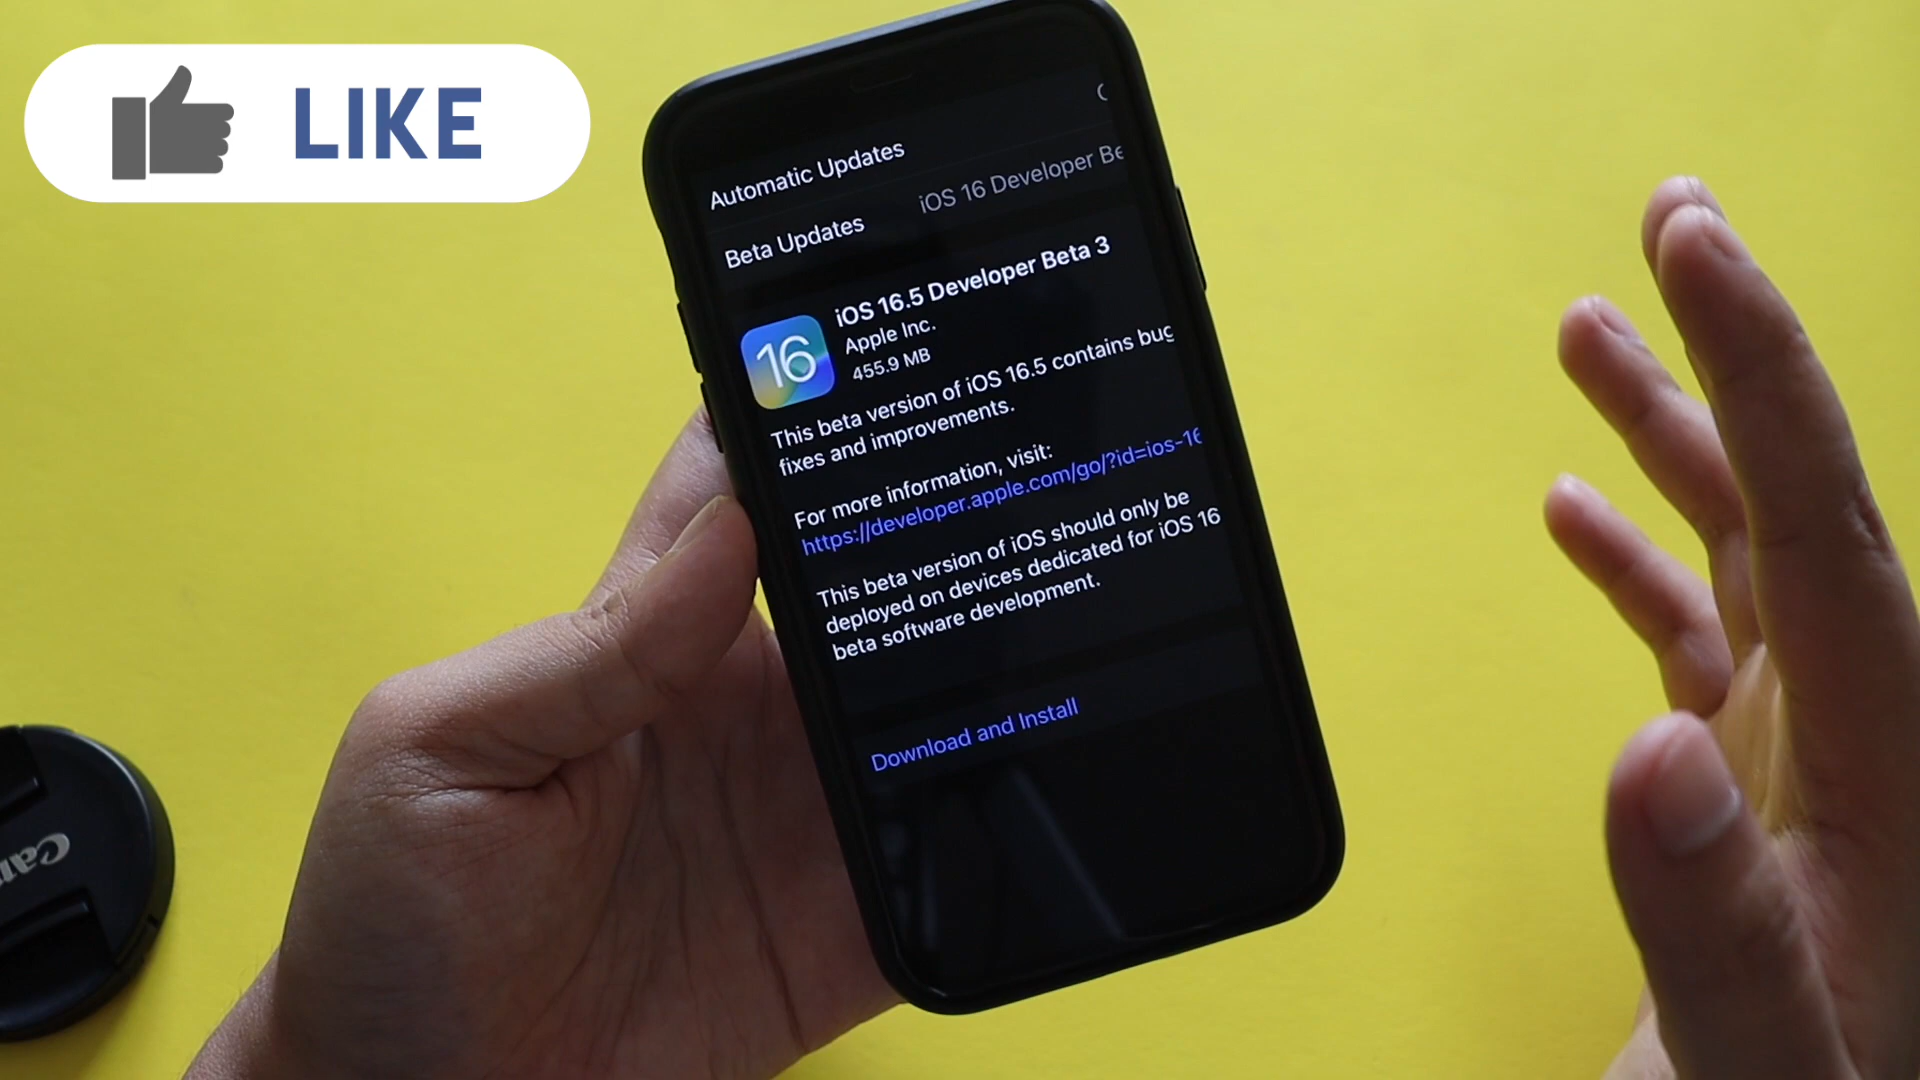 LIKE
Automatic Updates
Beta Updates iOS 16 Developer Be
iOS 16.5 Developer Beta 3
Apple Inc.
455.9 MB
16
This beta version of iOS 16.5 contains bug
fixes and improvements.
For more information, visit:
https://developer.apple.com/go/?id=ios-16
This beta version of iOS should only be
deployed on devices dedicated for iOS 16
beta software development.
Download and Install
Can